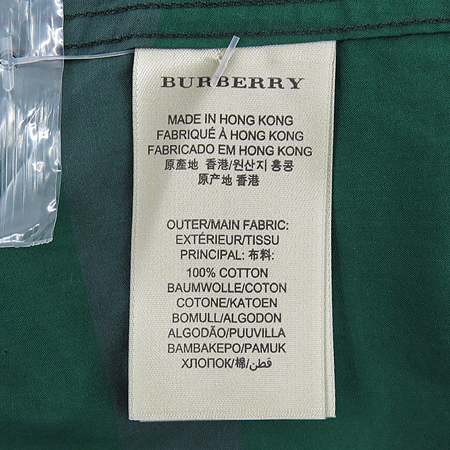 BURBERRY
MADE IN HONG KONG
FABRIQUÉ À HONG KONG
FABRICADO EM HONG KONG
原產地 香港/원산지 홍콩
原产地 香港
OUTER/MAIN FABRIC:
EXTÉRIEUR/TISSU
PRINCIPAL: 布料:
100% COTTON
BAUMWOLLE/COTON
COTONE/KATOEN
BOMULL/ALGODON
ALGODÃO/PUUVILLA
BAMBAKEPO/PAMUK
ХЛОПОК/棉/قطن